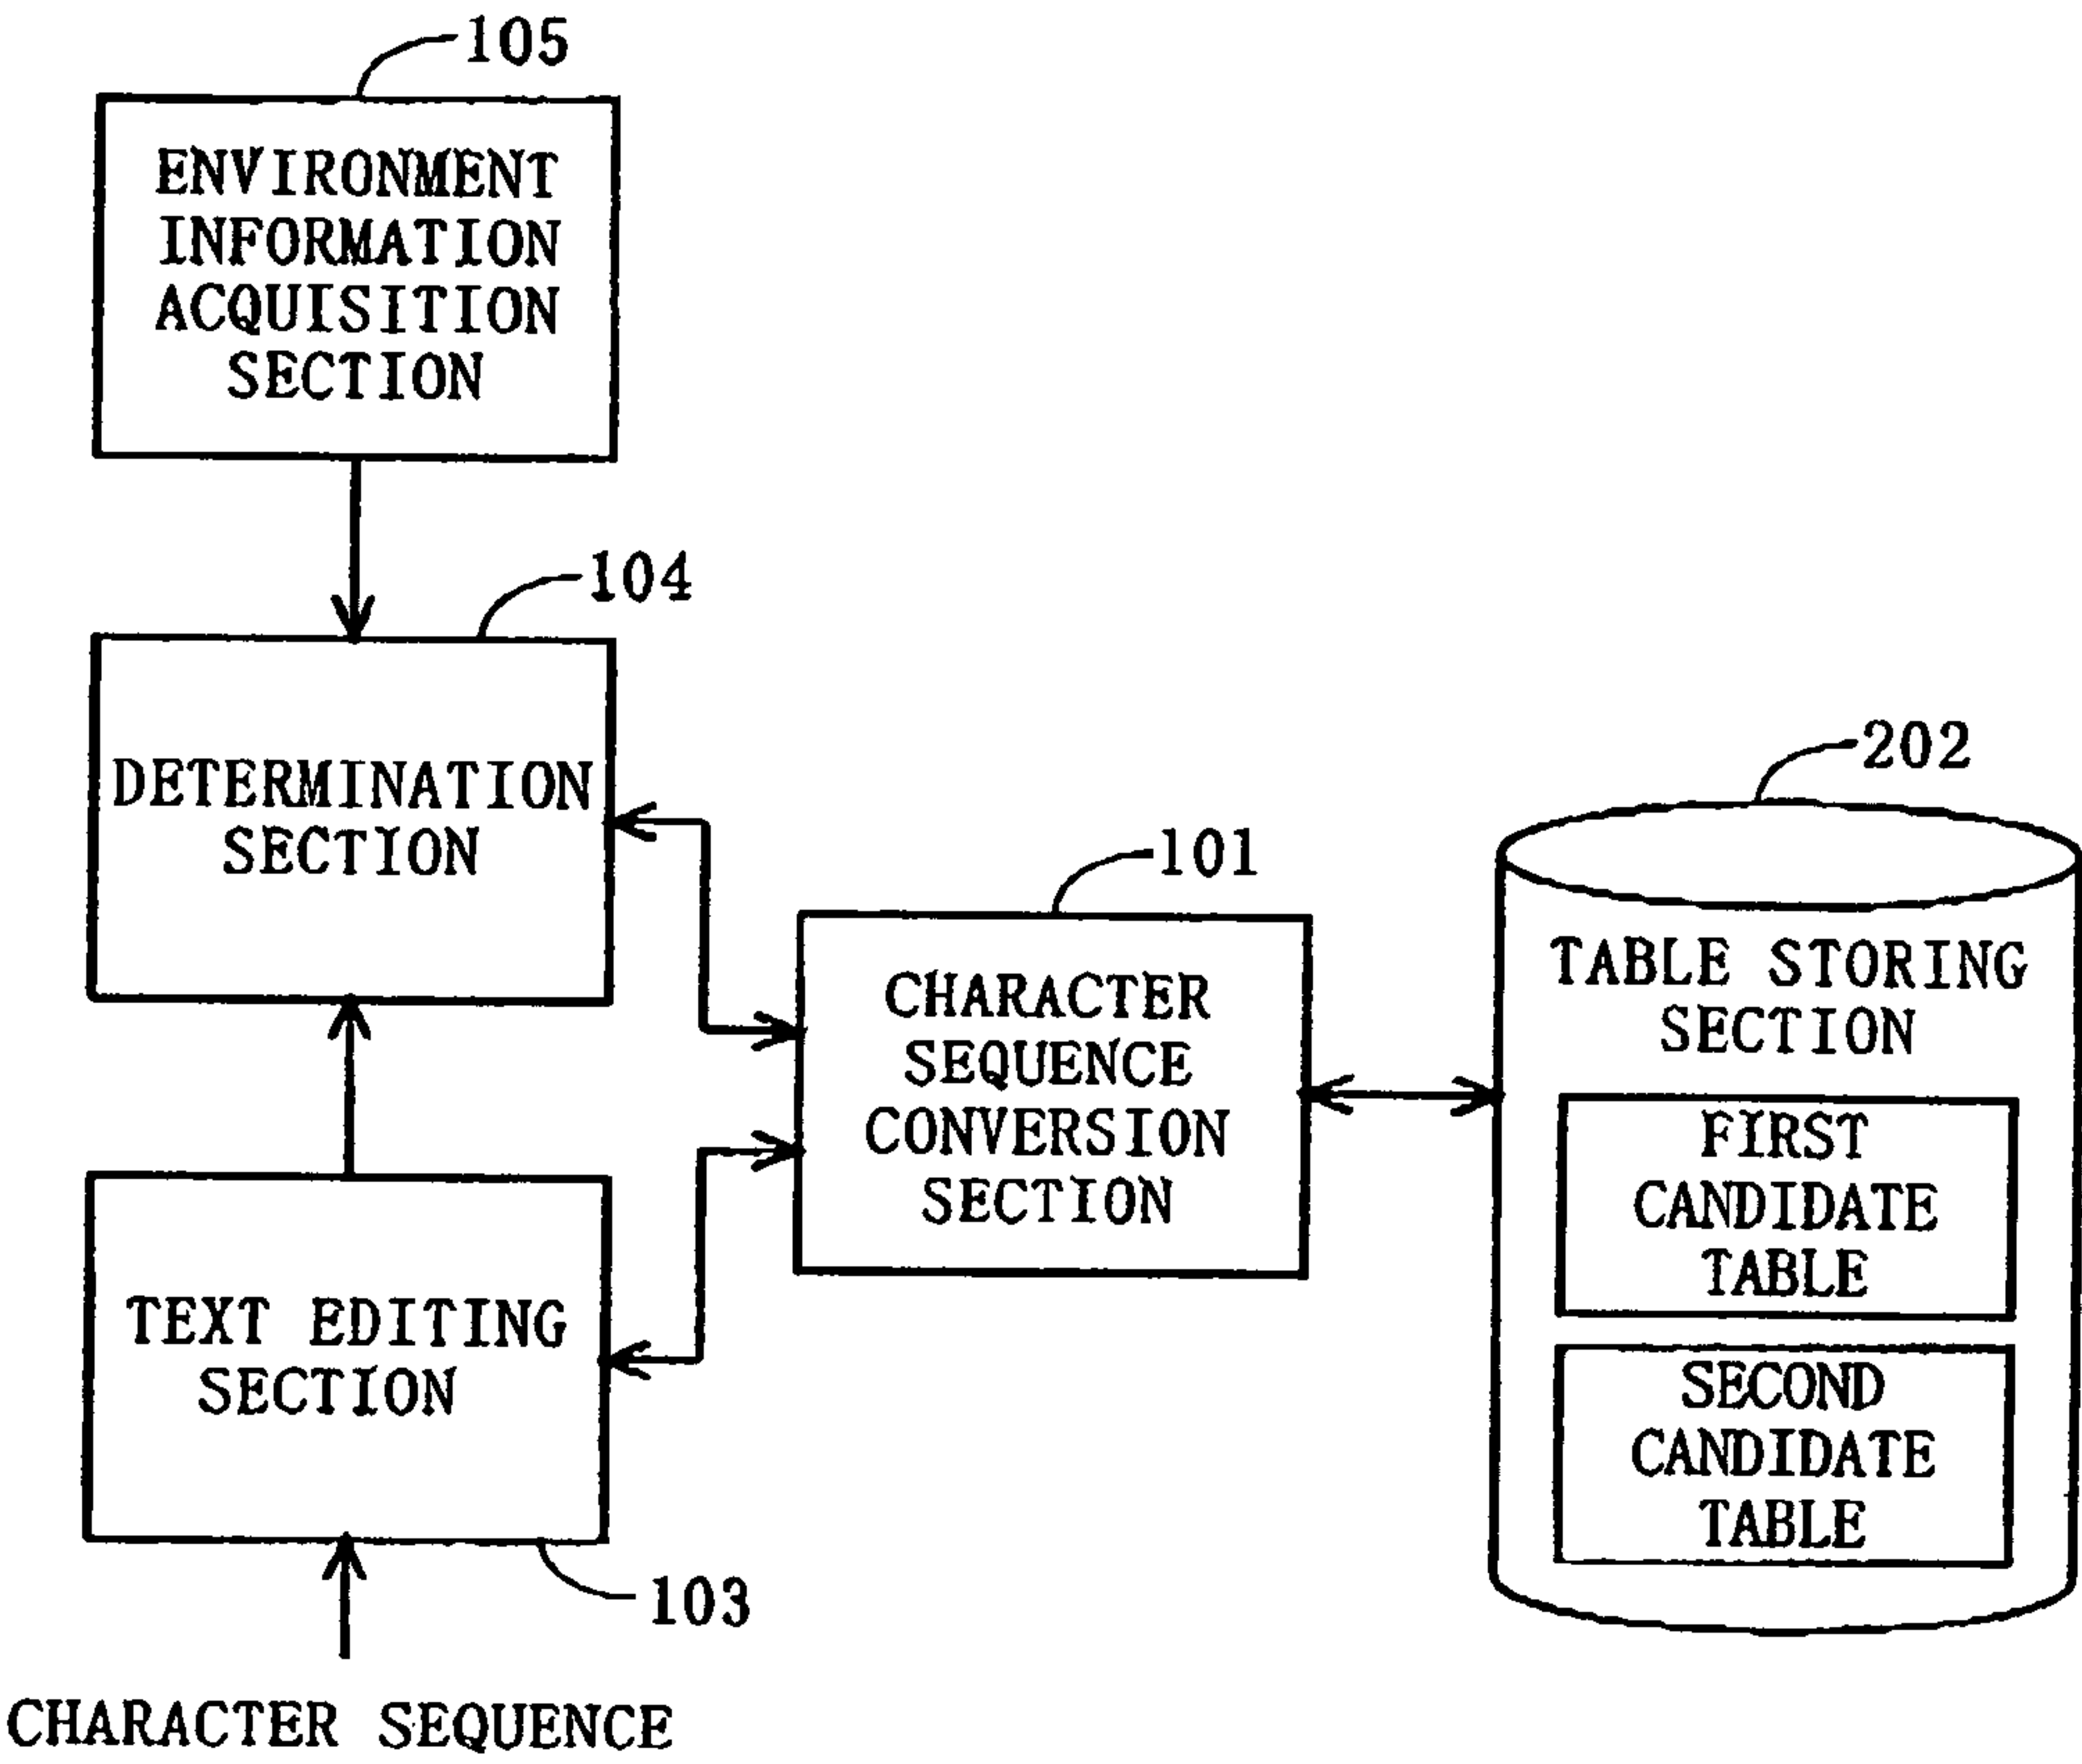 105
ENVIRONMENT
INFORMATION
ACQUISITION
SECTION
104
DETERMINATION
SECTION
202
101
CHARACTER
SEQUENCE
CONVERSION
SECTION
TABLE STORING
SECTION
FIRST
CANDIDATE
TABLE
SECOND
CANDIDATE
TABLE
TEXT EDITING
SECTION
103
CHARACTER SEQUENCE